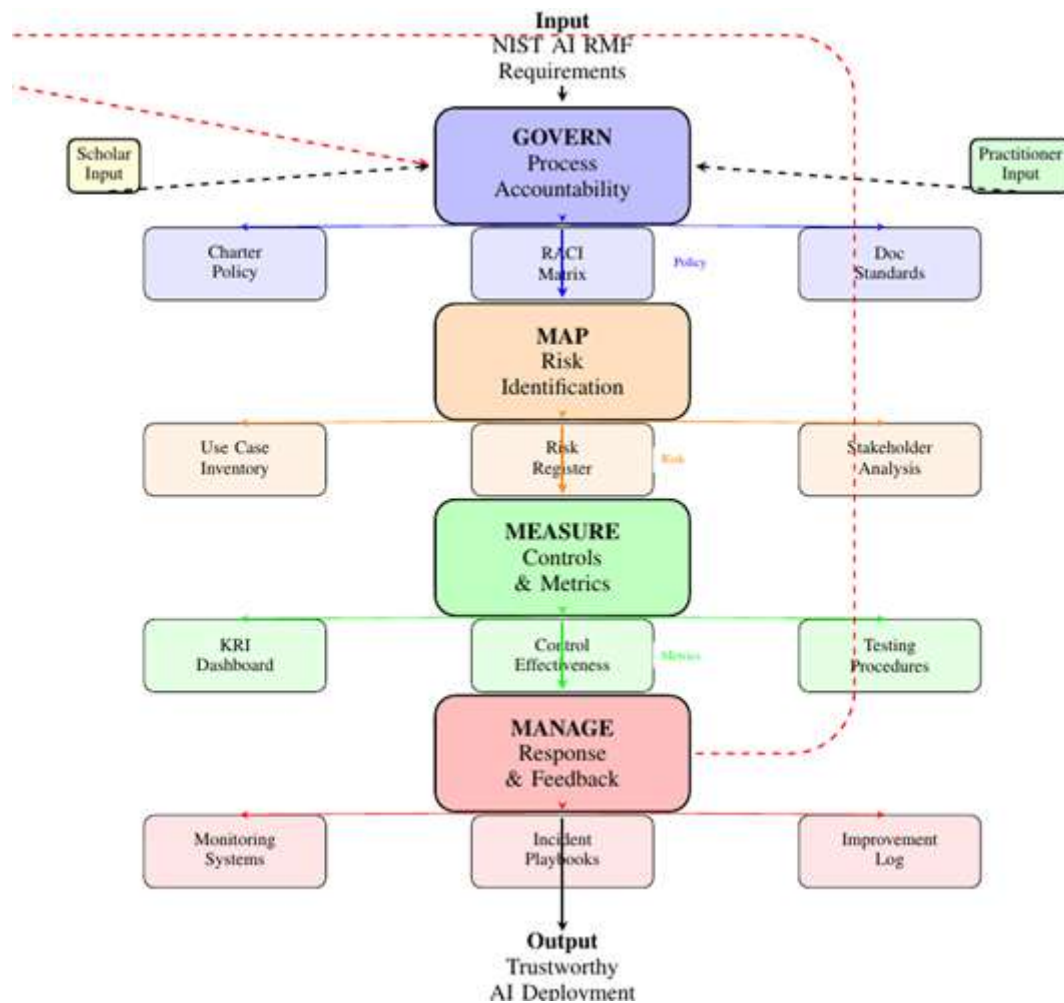 Input
NIST AI RMF
Requirements
GOVERN
Process
Accountability
Scholar
Input
Practitioner
Input
Charter
Policy
RACI
Matrix
Policy
Doc
Standards
MAP
Risk
Identification
Use Case
Inventory
Risk
Register
Risk
Stakeholder
Analysis
MEASURE
Controls
& Metrics
KRI
Dashboard
Control
Effectiveness
Metrics
Testing
Procedures
MANAGE
Response
& Feedback
Monitoring
Systems
Incident
Playbooks
Improvement
Log
Output
Trustworthy
AI Deployment